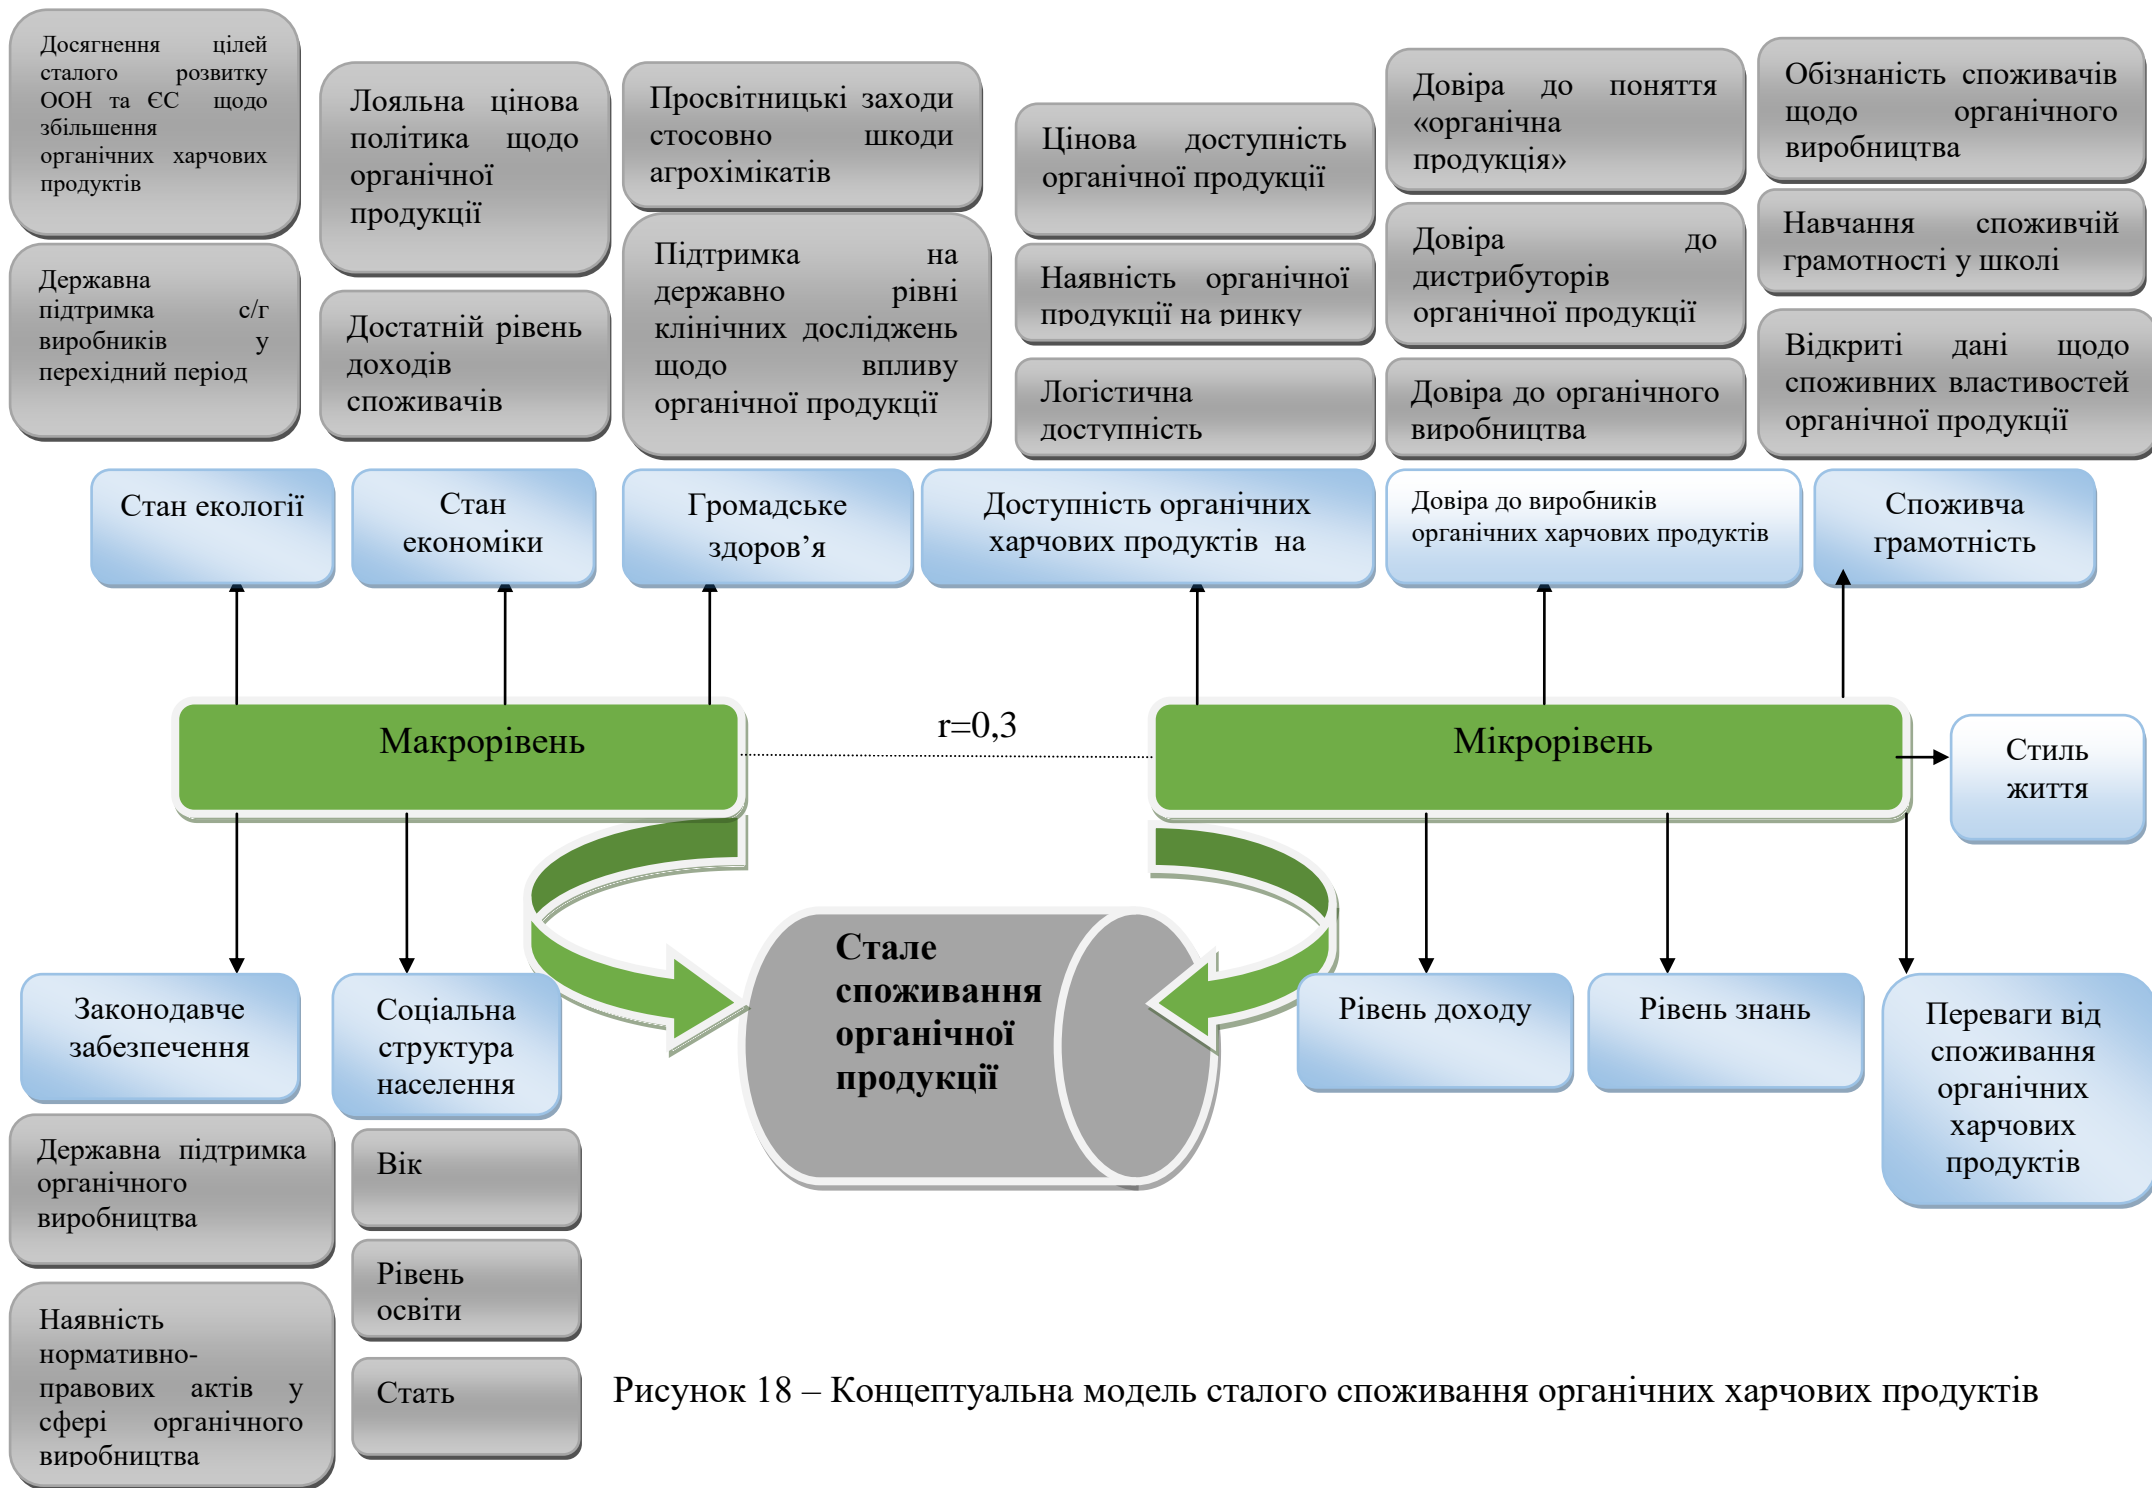 Досягнення цілей
сталого розвитку
ООН та ЄС щодо
збільшення
органічних харчових
продуктів
Державна
підтримка с/г
виробників у
перехідний період
Лояльна цінова
політика щодо
органічної
продукції
Достатній рівень
доходів
споживачів
Просвітницькі заходи
стосовно шкоди
агрохімікатів
Підтримка на
державно рівні
клінічних досліджень
щодо впливу
органічної продукції
Цінова доступність
органічної продукції
Наявність органічної
продукції на ринку
Логістична
доступність
Довіра до поняття
«органічна
продукція»
Довіра до
дистрибуторів
органічної продукції
Довіра до органічного
виробництва
Обізнаність споживачів
щодо органічного
виробництва
Навчання споживчій
грамотності у школі
Відкриті дані щодо
споживних властивостей
органічної продукції
Стан екології
Стан
економіки
Громадське
здоров’я
Доступність органічних
харчових продуктів на
Довіра до виробників
органічних харчових продуктів
Споживча
грамотність
Макрорівень
r=0,3
Мікрорівень
Стиль
життя
Законодавче
забезпечення
Соціальна
структура
населення
Стале
споживання
органічної
продукції
Рівень доходу
Рівень знань
Переваги від
споживання
органічних
харчових
продуктів
Державна підтримка
органічного
виробництва
Наявність
нормативно-
правових актів у
сфері органічного
виробництва
Вік
Рівень
освіти
Стать
Рисунок 18 – Концептуальна модель сталого споживання органічних харчових продуктів